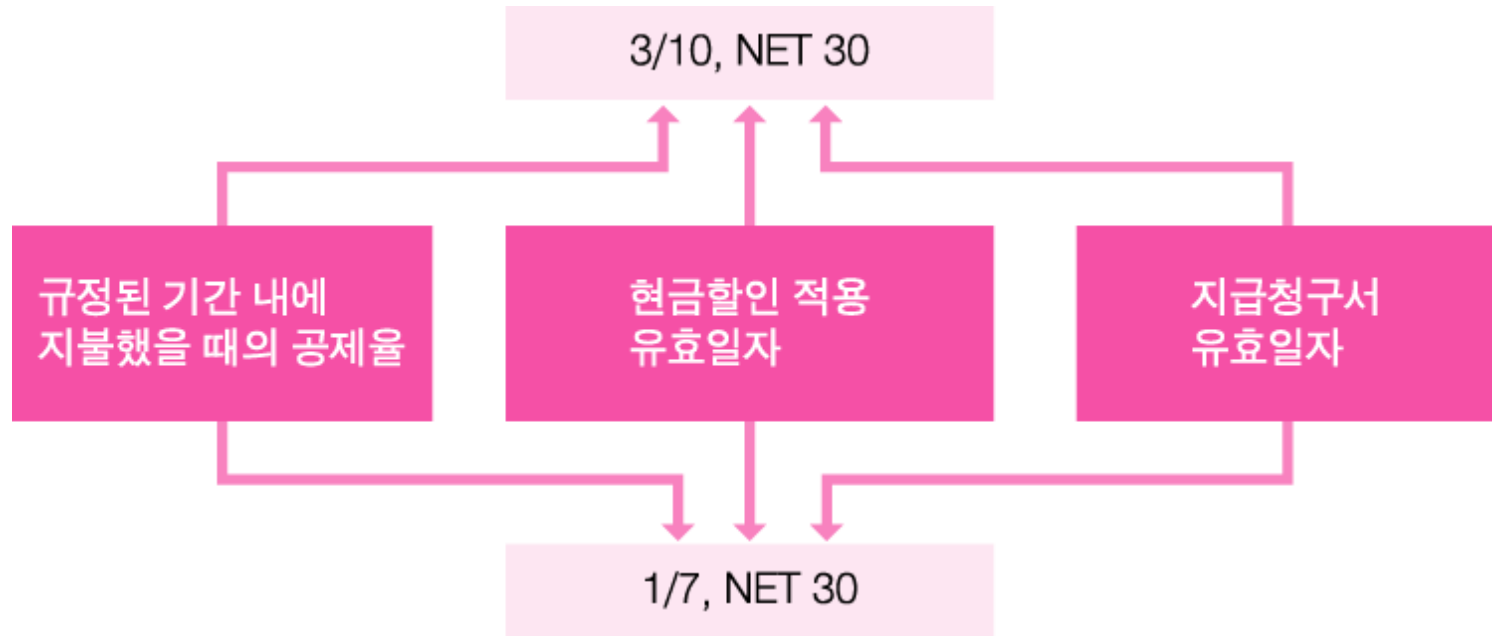 3/10, NET 30
규정된 기간 내에
지불했을 때의 공제율
현금할인 적용
유효일자
지급청구서
유효일자
1/7, NET 30